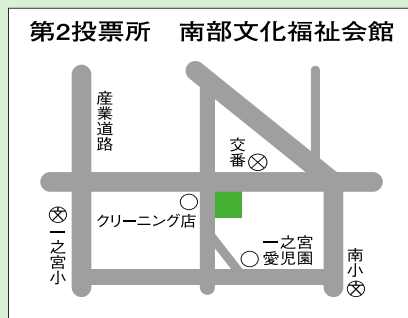 第2投票所　南部文化福祉会館
産業道路
交番
クリーニング店
文
一之宮小
一之宮
愛児園
南小
文